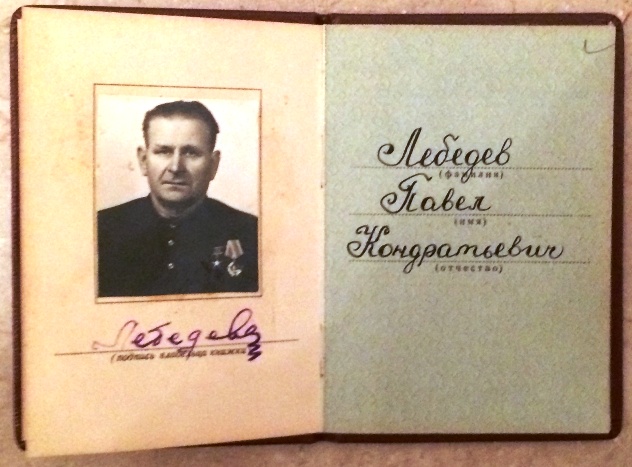 Лебедев
(подпись владельца книжки)
Лебедев
(фамилия)
Павел
(имя)
Кондратьевич
(отчество)